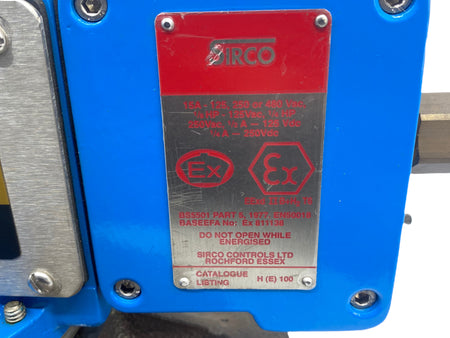 SIRCO
15A - 125, 250 or 480 Vac,
⅛ HP - 125Vac, ¼ HP
250Vac, ½ A — 125 Vdc
¼ A — 250Vdc
Ex
Ex
BS5501 PART 5: 1977 EN50018
BASEEFA No: Ex 811138
DO NOT OPEN WHILE
ENERGISED
SIRCO CONTROLS LTD
ROCHFORD ESSEX
CATALOGUE
LISTING
H (E) 100